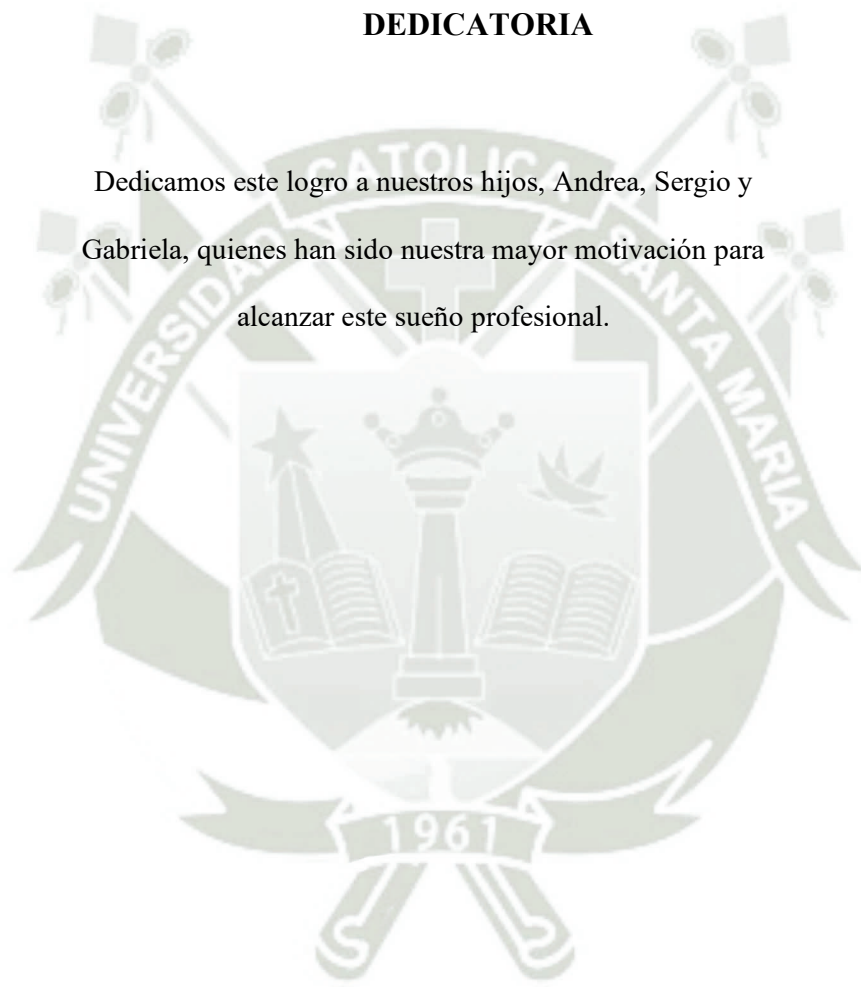 DEDICATORIA
Dedicamos este logro a nuestros hijos, Andrea, Sergio y
Gabriela, quienes han sido nuestra mayor motivación para
alcanzar este sueño profesional.
UNIVERSIDAD CATOLICA SANTA MARIA
1961